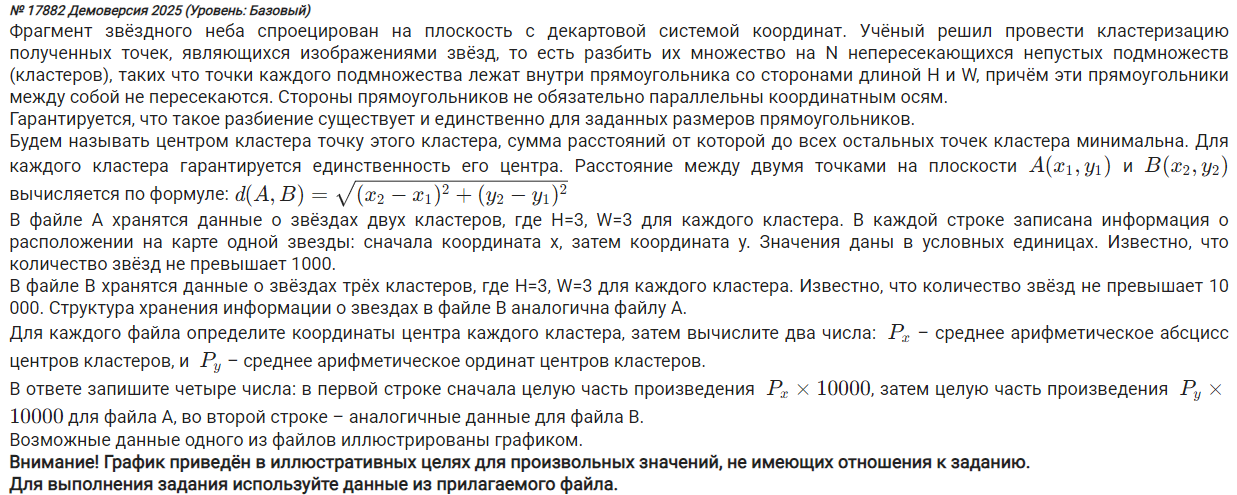 № 17882 Демоверсия 2025 (Уровень: Базовый)
Фрагмент звёздного неба спроецирован на плоскость с декартовой системой координат. Учёный решил провести кластеризацию
полученных точек, являющихся изображениями звёзд, то есть разбить их множество на N непересекающихся непустых подмножеств
(кластеров), таких что точки каждого подмножества лежат внутри прямоугольника со сторонами длиной H и W, причём эти прямоугольники
между собой не пересекаются. Стороны прямоугольников не обязательно параллельны координатным осям.
Гарантируется, что такое разбиение существует и единственно для заданных размеров прямоугольников.
Будем называть центром кластера точку этого кластера, сумма расстояний от которой до всех остальных точек кластера минимальна. Для
каждого кластера гарантируется единственность его центра. Расстояние между двумя точками на плоскости A(x₁, y₁) и B(x₂, y₂)
вычисляется по формуле: d(A, B) = √((x₂ − x₁)² + (y₂ − y₁)²)
В файле A хранятся данные о звёздах двух кластеров, где H=3, W=3 для каждого кластера. В каждой строке записана информация о
расположении на карте одной звезды: сначала координата x, затем координата y. Значения даны в условных единицах. Известно, что
количество звёзд не превышает 1000.
В файле B хранятся данные о звёздах трёх кластеров, где H=3, W=3 для каждого кластера. Известно, что количество звёзд не превышает 10
000. Структура хранения информации о звездах в файле B аналогична файлу A.
Для каждого файла определите координаты центра каждого кластера, затем вычислите два числа: Pₓ – среднее арифметическое абсцисс
центров кластеров, и P_y – среднее арифметическое ординат центров кластеров.
В ответе запишите четыре числа: в первой строке сначала целую часть произведения Pₓ × 10000, затем целую часть произведения P_y ×
10000 для файла A, во второй строке – аналогичные данные для файла B.
Возможные данные одного из файлов иллюстрированы графиком.
Внимание! График приведён в иллюстративных целях для произвольных значений, не имеющих отношения к заданию.
Для выполнения задания используйте данные из прилагаемого файла.